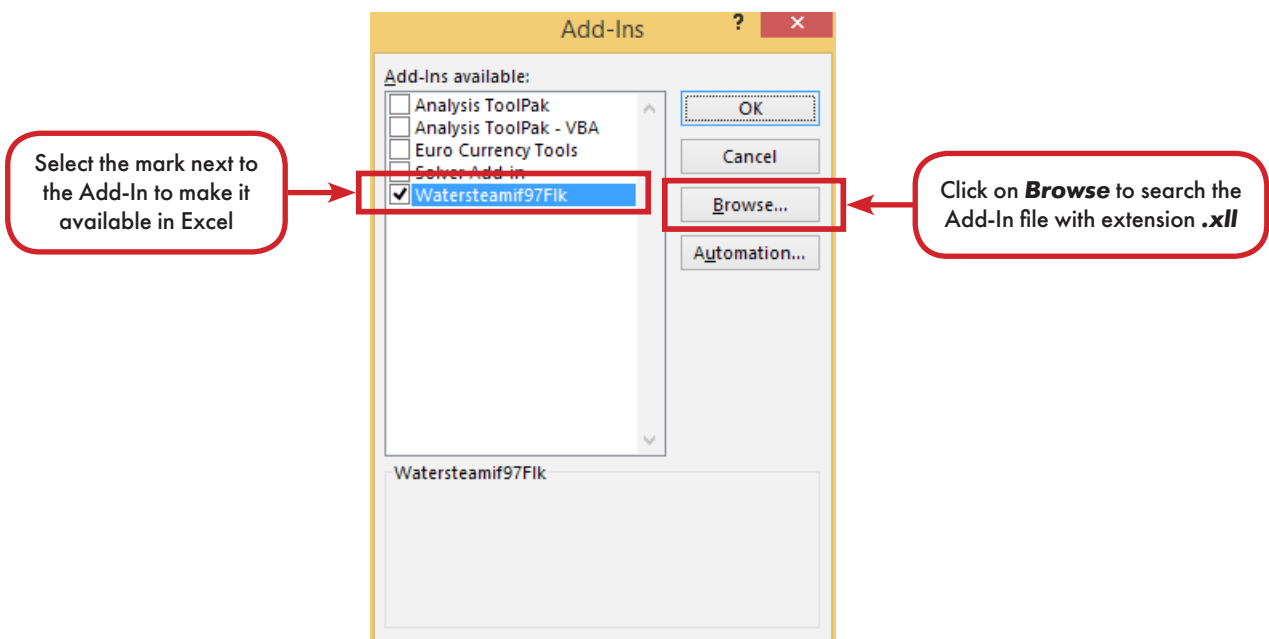 Add-Ins
?
×
Add-Ins available:
Analysis ToolPak
Analysis ToolPak - VBA
Euro Currency Tools
Solver Add-in
Watersteamif97Flk
OK
Cancel
Browse...
Automation...
Select the mark next to
the Add-In to make it
available in Excel
Click on Browse to search the
Add-In file with extension .xll
Watersteamif97Flk